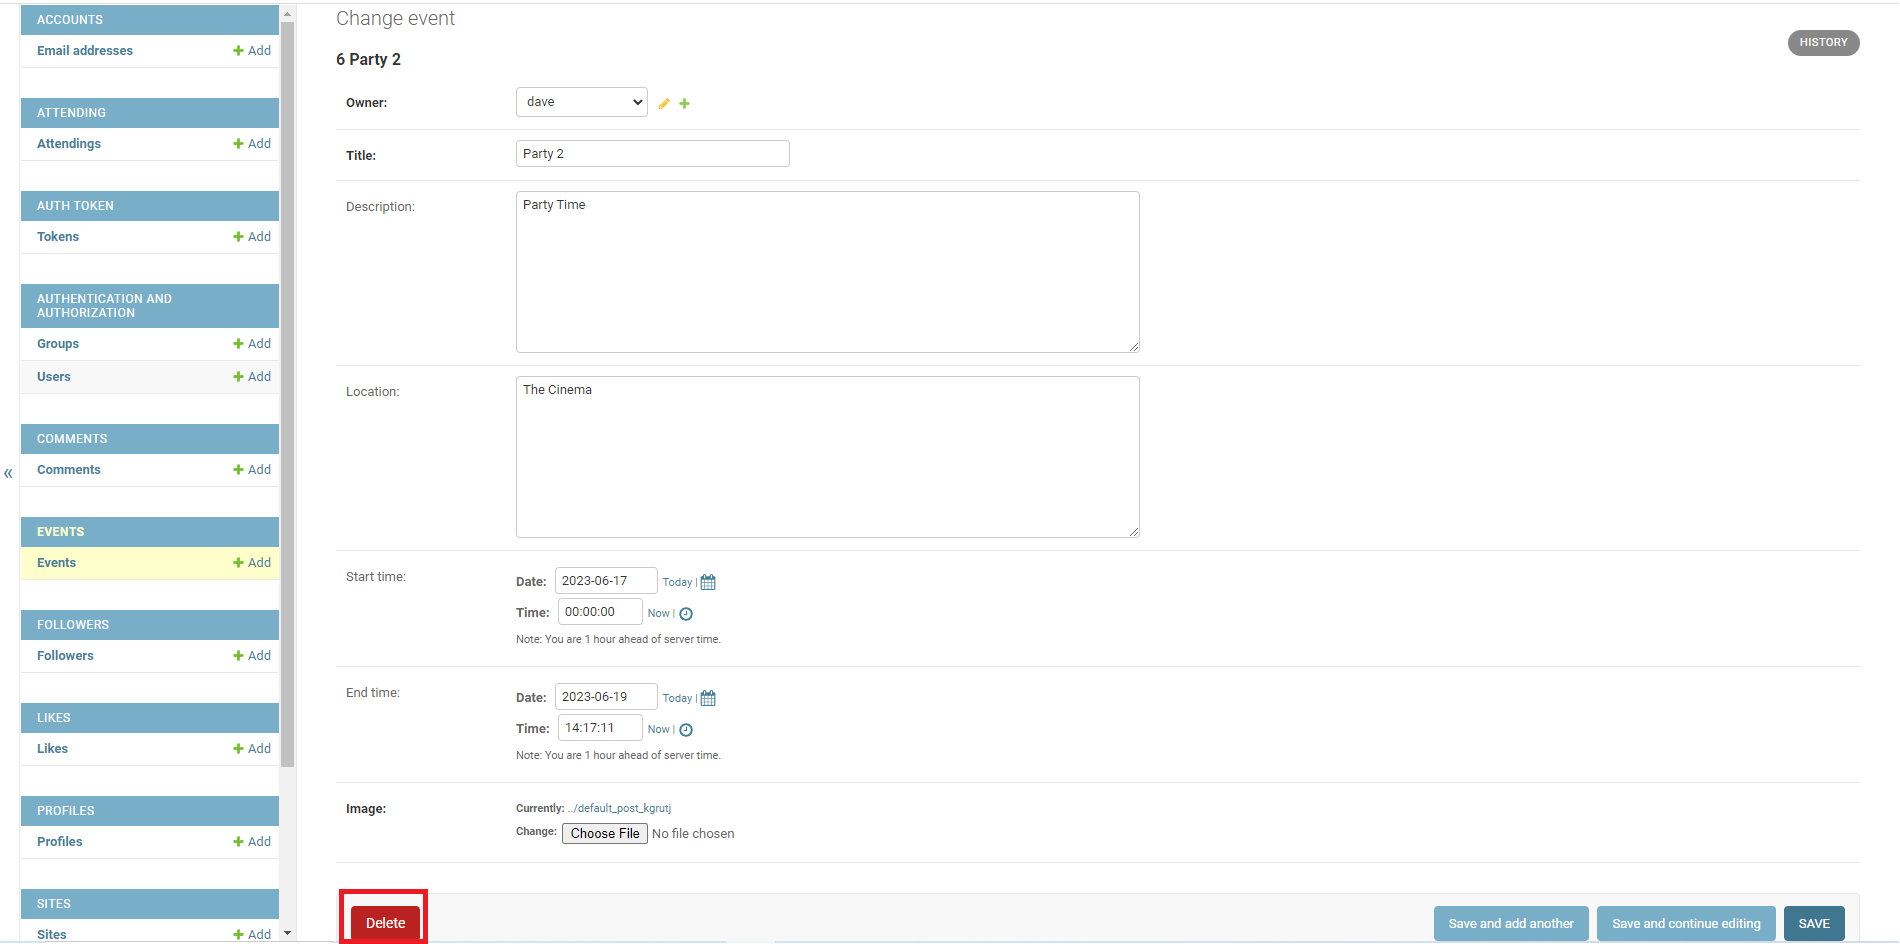 ACCOUNTS
Email addresses
Add
ATTENDING
Attendings
Add
AUTH TOKEN
Tokens
Add
AUTHENTICATION AND
AUTHORIZATION
Groups
Add
Users
Add
COMMENTS
Comments
Add
EVENTS
Events
Add
FOLLOWERS
Followers
Add
LIKES
Likes
Add
PROFILES
Profiles
Add
SITES
Sites
Add
«
Change event
HISTORY
6 Party 2
Owner: dave
Title: Party 2
Description: Party Time
Location: The Cinema
Start time:
Date: 2023-06-17 Today |
Time: 00:00:00 Now |
Note: You are 1 hour ahead of server time.
End time:
Date: 2023-06-19 Today |
Time: 14:17:11 Now |
Note: You are 1 hour ahead of server time.
Image:
Currently: ../default_post_kgrutj
Change: Choose File No file chosen
Delete
Save and add another
Save and continue editing
SAVE